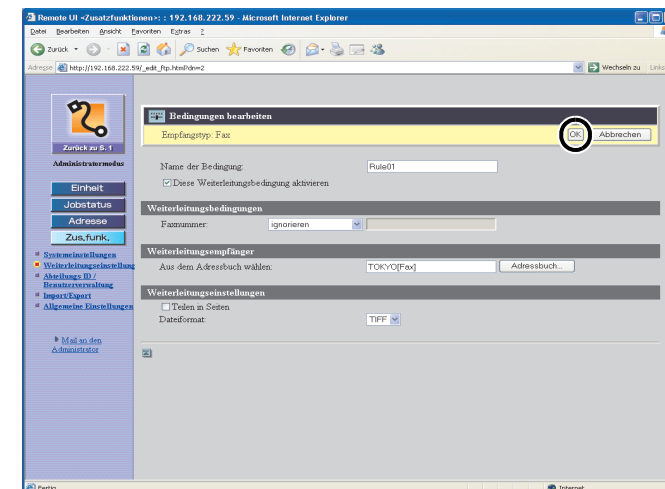 Remote UI <Zusatzfunktionen>: : 192.168.222.59 - Microsoft Internet Explorer
Datei Bearbeiten Ansicht Favoriten Extras ?
Zurück Suchen Favoriten
Adresse http://192.168.222.59/_edit_ftp.html?dn=2 Wechseln zu Links
Zurück zu S. 1
Administratormodus
Einheit
Jobstatus
Adresse
Zus,funk,
Systemeinstellungen
Weiterleitungseinstellung
Abteilungs ID /
Benutzerverwaltung
Import/Export
Allgemeine Einstellungen
Mail an den
Administrator
Bedingungen bearbeiten
Empfangstyp: Fax OK Abbrechen
Name der Bedingung: Rule01
Diese Weiterleitungsbedingung aktivieren
Weiterleitungsbedingungen
Faxnummer: ignorieren
Weiterleitungsempfänger
Aus dem Adressbuch wählen: TOKYO[Fax] Adressbuch...
Weiterleitungseinstellungen
Teilen in Seiten
Dateiformat: TIFF
Fertig Internet